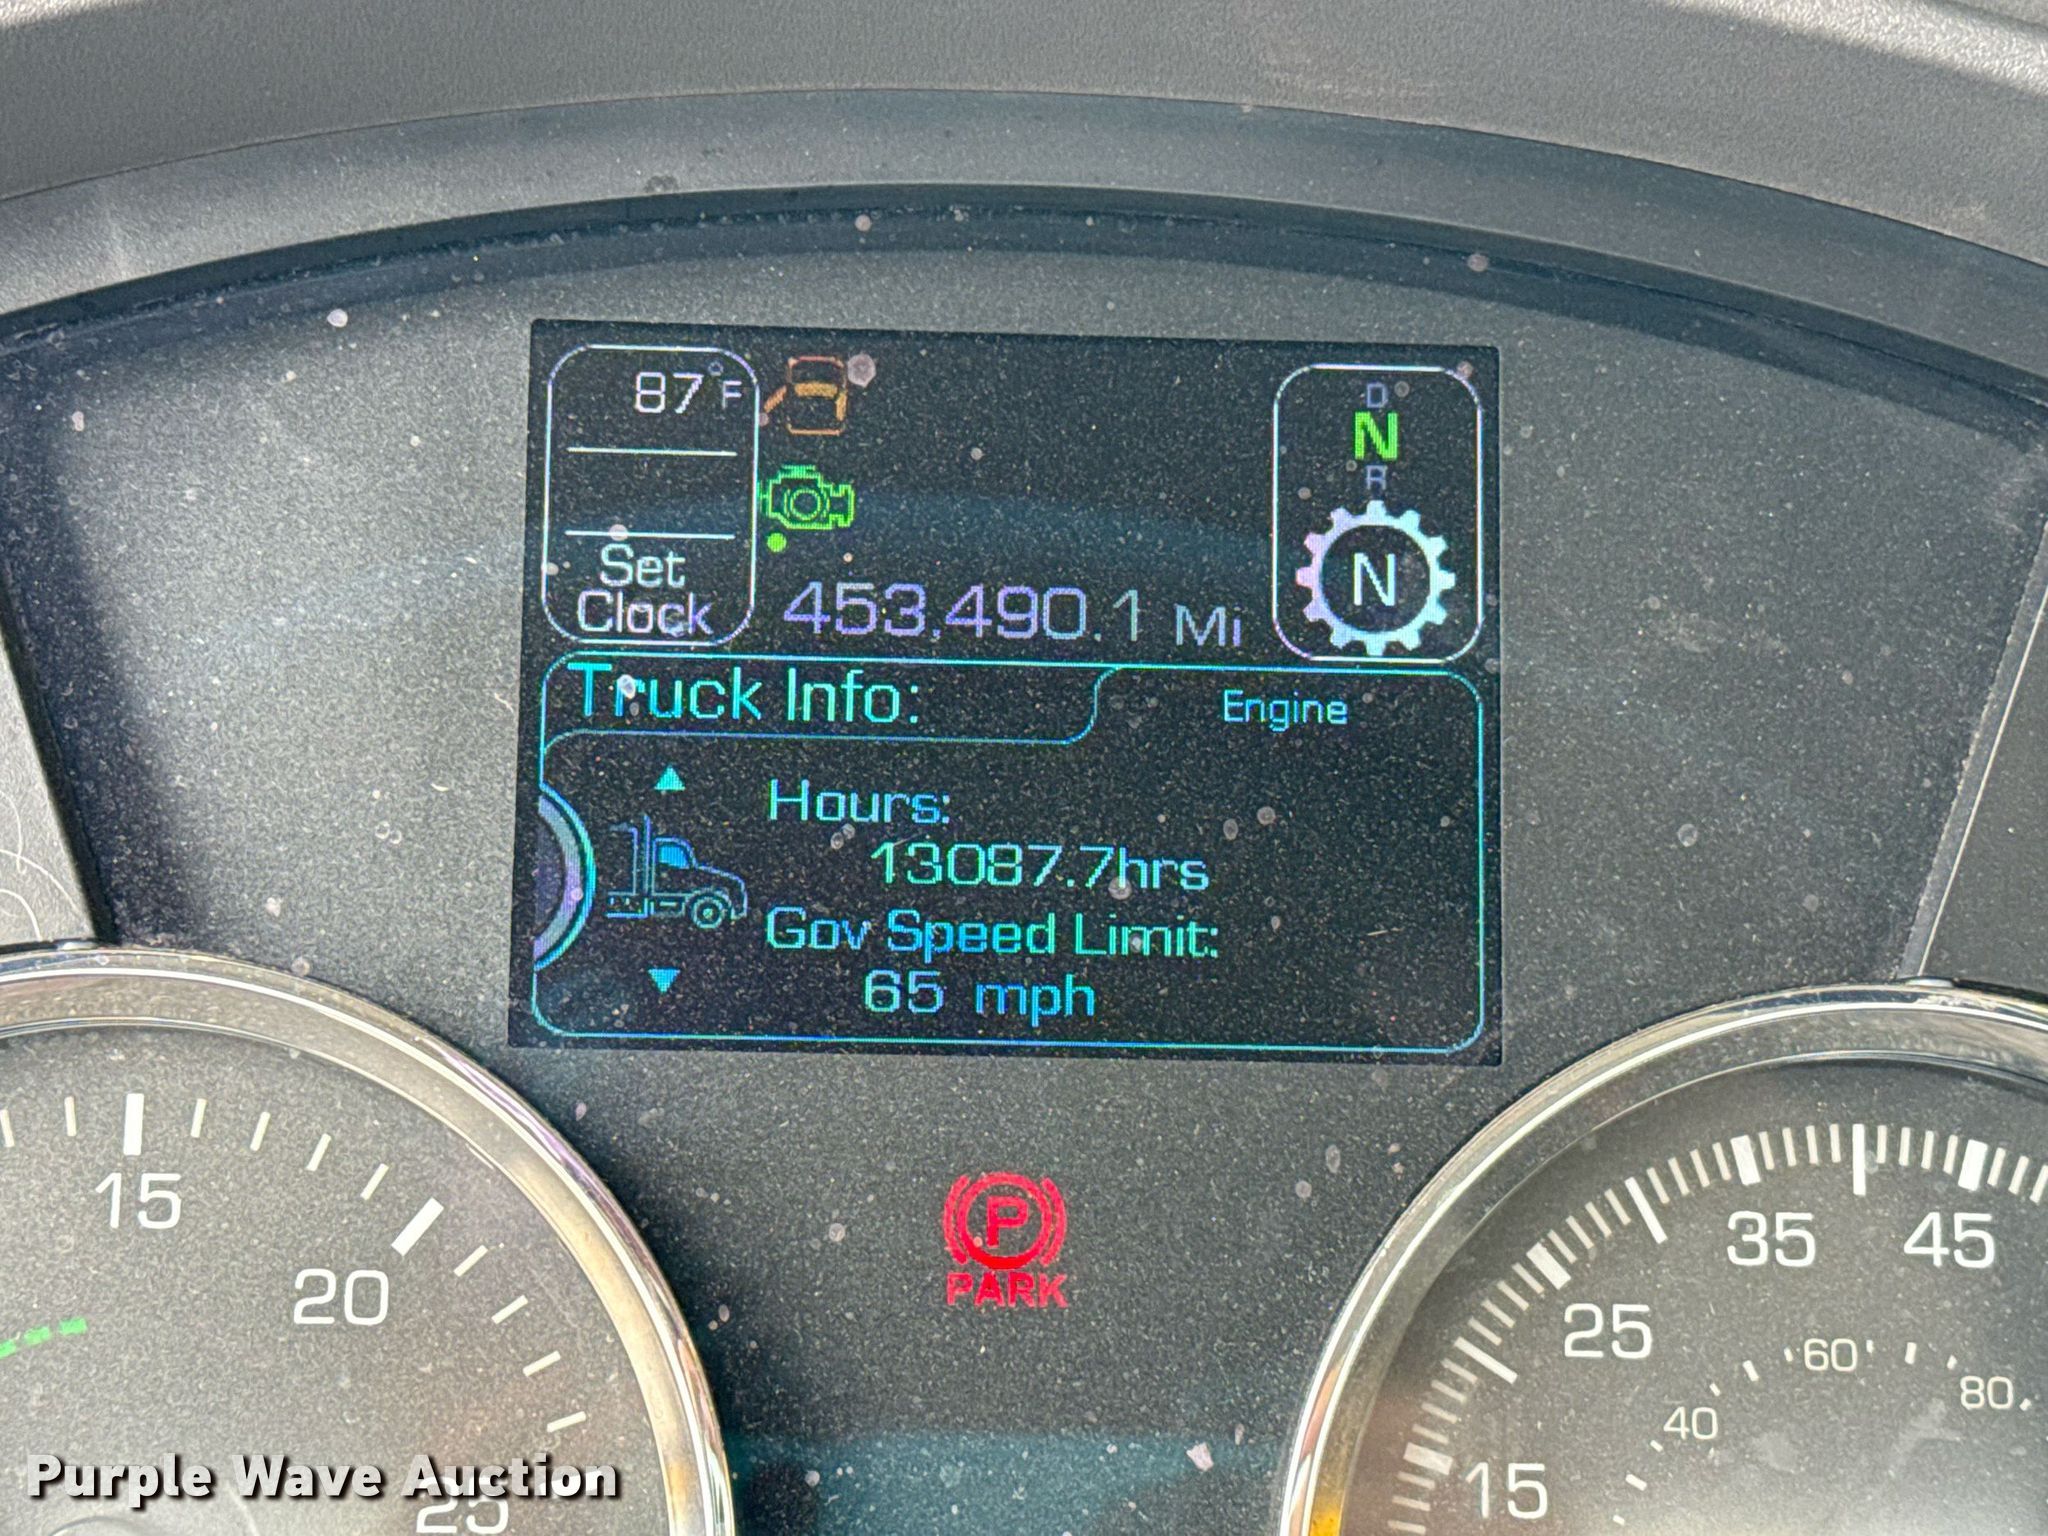 87°F
D
N
R
N
Set
Clock
453,490.1 Mi
Truck Info:
Engine
Hours:
13087.7hrs
Gov Speed Limit:
65 mph
P
PARK
15
20
25
15
25
35
45
40
60
80
Purple Wave Auction